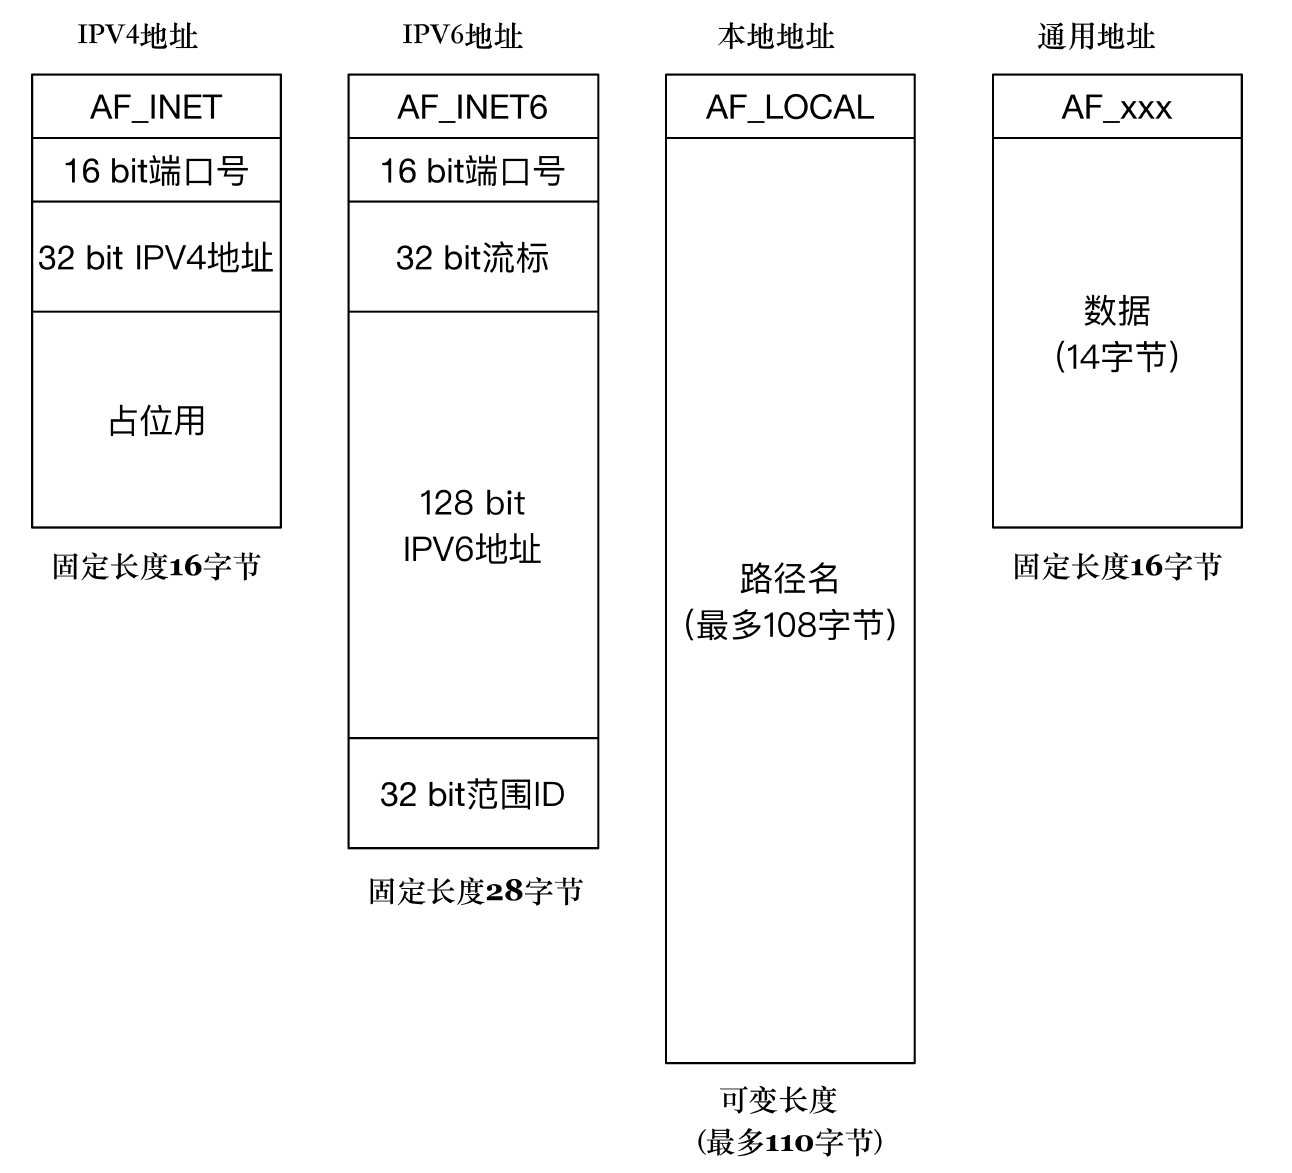 IPV4地址
AF_INET
16 bit端口号
32 bit IPV4地址
占位用
固定长度16字节
IPV6地址
AF_INET6
16 bit端口号
32 bit流标
128 bit
IPV6地址
32 bit范围ID
固定长度28字节
本地地址
AF_LOCAL
路径名
(最多108字节)
可变长度
(最多110字节)
通用地址
AF_xxx
数据
(14字节)
固定长度16字节